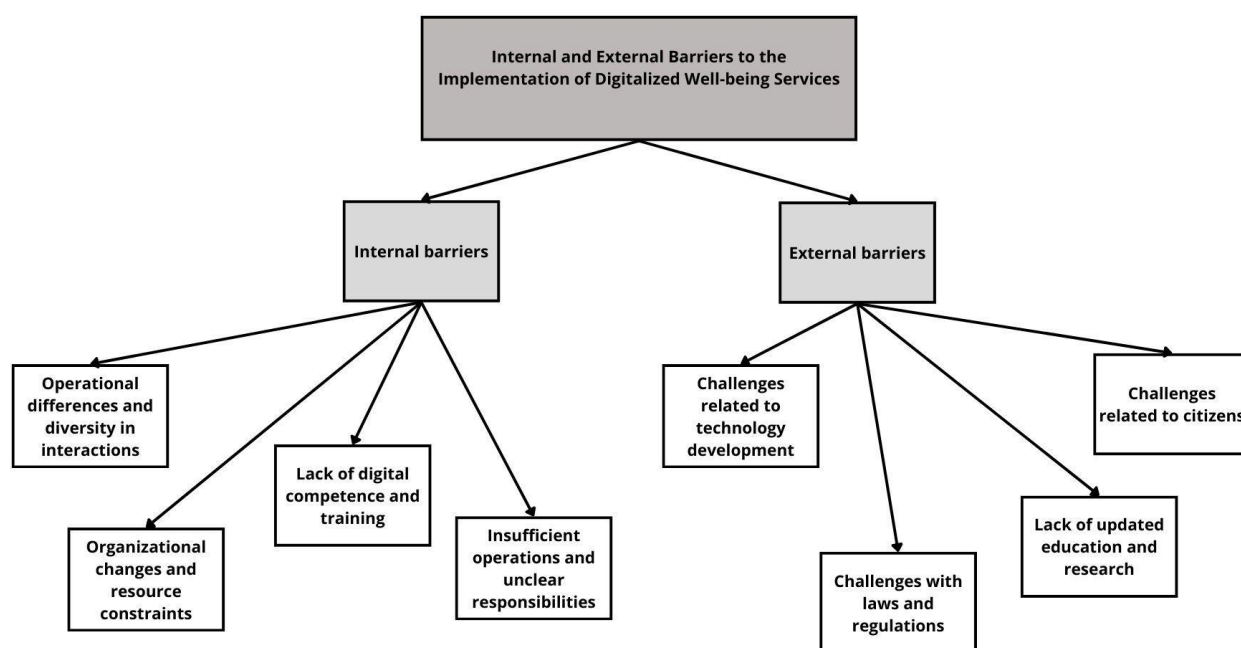 Internal and External Barriers to the
Implementation of Digitalized Well-being Services
Internal barriers
External barriers
Operational
differences and
diversity in
interactions
Organizational
changes and
resource
constraints
Lack of digital
competence and
training
Insufficient
operations and
unclear
responsibilities
Challenges
related to
technology
development
Challenges with
laws and
regulations
Lack of updated
education and
research
Challenges
related to citizens